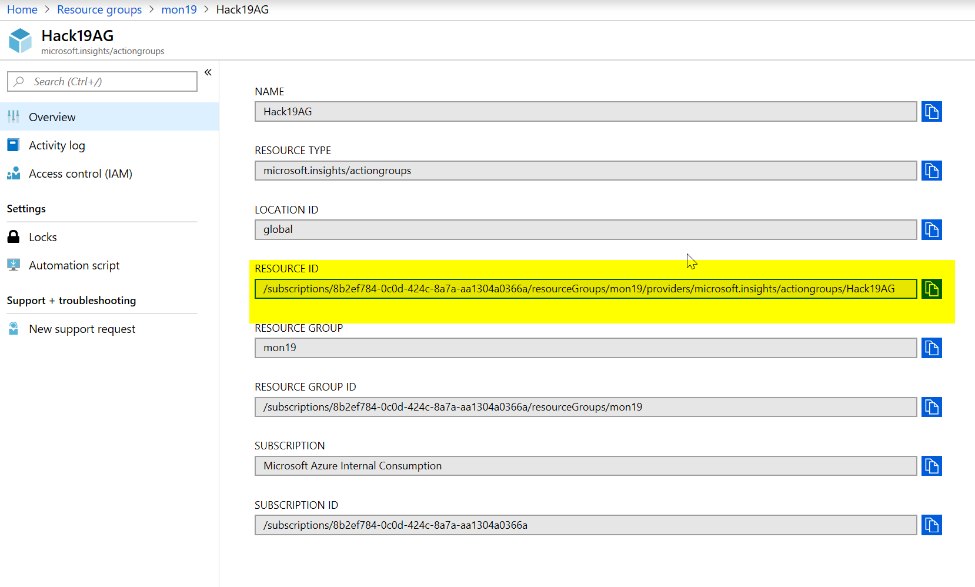 Home > Resource groups > mon19 > Hack19AG
Hack19AG
microsoft.insights/actiongroups
Search (Ctrl+/)
«
Overview
Activity log
Access control (IAM)
Settings
Locks
Automation script
Support + troubleshooting
New support request
NAME
Hack19AG
RESOURCE TYPE
microsoft.insights/actiongroups
LOCATION ID
global
RESOURCE ID
/subscriptions/8b2ef784-0c0d-424c-8a7a-aa1304a0366a/resourceGroups/mon19/providers/microsoft.insights/actiongroups/Hack19AG
RESOURCE GROUP
mon19
RESOURCE GROUP ID
/subscriptions/8b2ef784-0c0d-424c-8a7a-aa1304a0366a/resourceGroups/mon19
SUBSCRIPTION
Microsoft Azure Internal Consumption
SUBSCRIPTION ID
/subscriptions/8b2ef784-0c0d-424c-8a7a-aa1304a0366a